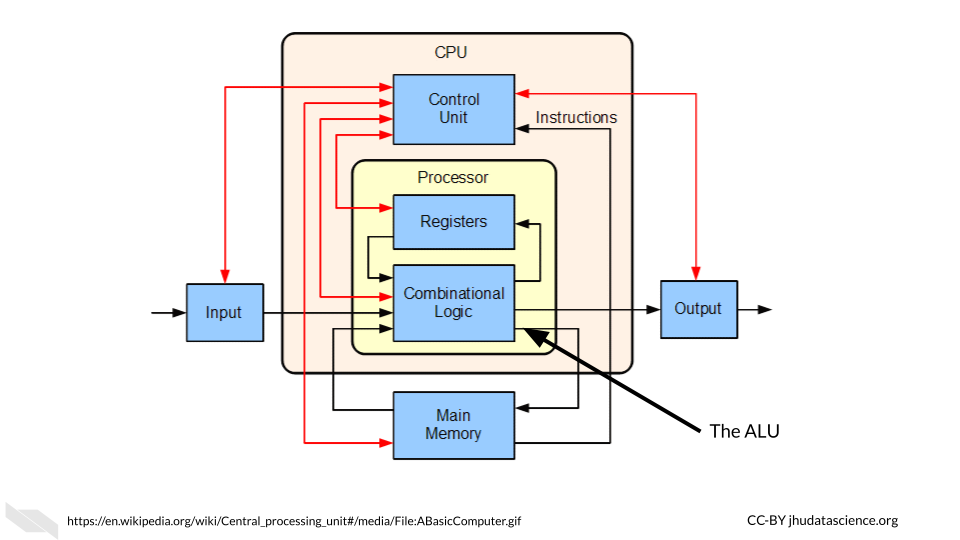 CPU
Control
Unit
Instructions
Processor
Registers
Combinational
Logic
Input
Output
Main
Memory
The ALU
https://en.wikipedia.org/wiki/Central_processing_unit#/media/File:ABasicComputer.gif
CC-BY jhudatascience.org